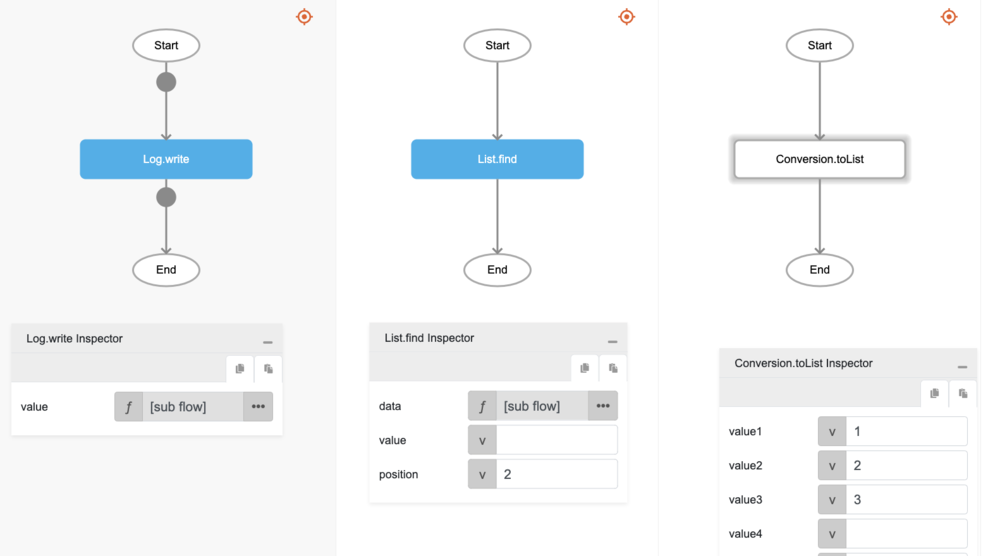 Start
Log.write
End
Log.write Inspector
value
f
[sub flow]
•••
Start
List.find
End
List.find Inspector
data
f
[sub flow]
•••
value
v
position
v
2
Start
Conversion.toList
End
Conversion.toList Inspector
value1
v
1
value2
v
2
value3
v
3
value4
v